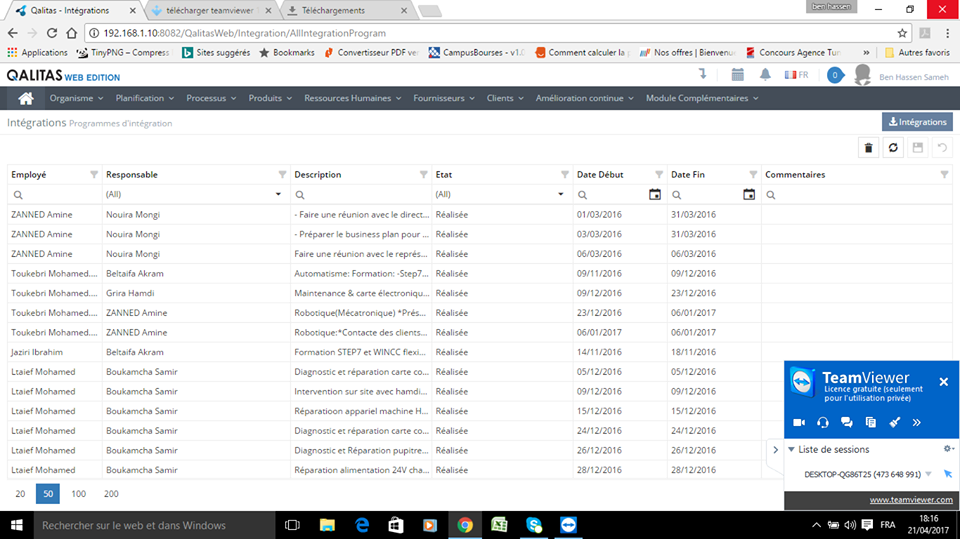 Qalitas - Intégrations
télécharger teamviewer 1
Téléchargements
ben hassen
192.168.1.10:8082/QalitasWeb/Integration/AllIntegrationProgram
Applications TinyPNG – Compress Sites suggérés Bookmarks Convertisseur PDF ver CampusBourses - v1.0 Comment calculer la Nos offres | Bienvenu Concours Agence Tun » Autres favoris
QALITAS WEB EDITION FR 0 Ben Hassen Sameh
Organisme Planification Processus Produits Ressources Humaines Fournisseurs Clients Amélioration continue Module Complémentaires
Intégrations Programmes d'intégration Intégrations
Employé Responsable Description Etat Date Début Date Fin Commentaires
(All) (All)
ZANNED Amine Nouira Mongi - Faire une réunion avec le direct... Réalisée 01/03/2016 31/03/2016
ZANNED Amine Nouira Mongi - Préparer le business plan pour ... Réalisée 03/03/2016 31/03/2016
ZANNED Amine Nouira Mongi Faire une réunion avec le représ... Réalisée 06/03/2016 06/03/2016
Toukebri Mohamed.... Beltaifa Akram Automatisme: Formation: -Step7... Réalisée 09/11/2016 09/12/2016
Toukebri Mohamed.... Grira Hamdi Maintenance & carte électroniqu... Réalisée 09/12/2016 23/12/2016
Toukebri Mohamed.... ZANNED Amine Robotique(Mécatronique) *Prés... Réalisée 23/12/2016 06/01/2017
Toukebri Mohamed.... ZANNED Amine Robotique:*Contacte des clients... Réalisée 06/01/2017 06/01/2017
Jaziri Ibrahim Beltaifa Akram Formation STEP7 et WINCC flexi... Réalisée 14/11/2016 18/11/2016
Ltaief Mohamed Boukamcha Samir Diagnostic et réparation carte co... Réalisée 05/12/2016 05/12/2016
Ltaief Mohamed Boukamcha Samir Intervention sur site avec hamdi... Réalisée 09/12/2016 09/12/2016
Ltaief Mohamed Boukamcha Samir Réparatioon appariel machine H... Réalisée 15/12/2016 15/12/2016
Ltaief Mohamed Boukamcha Samir Diagnostic et réparation carte co... Réalisée 24/12/2016 24/12/2016
Ltaief Mohamed Boukamcha Samir Diagnostic et Réparation pupitre... Réalisée 26/12/2016 26/12/2016
Ltaief Mohamed Boukamcha Samir Réparation alimentation 24V cha... Réalisée 28/12/2016 28/12/2016
20 50 100 200
TeamViewer
Licence gratuite (seulement
pour l'utilisation privée)
Liste de sessions
DESKTOP-QG86T25 (473 648 991)
www.teamviewer.com
Rechercher sur le web et dans Windows
FRA
18:16
21/04/2017